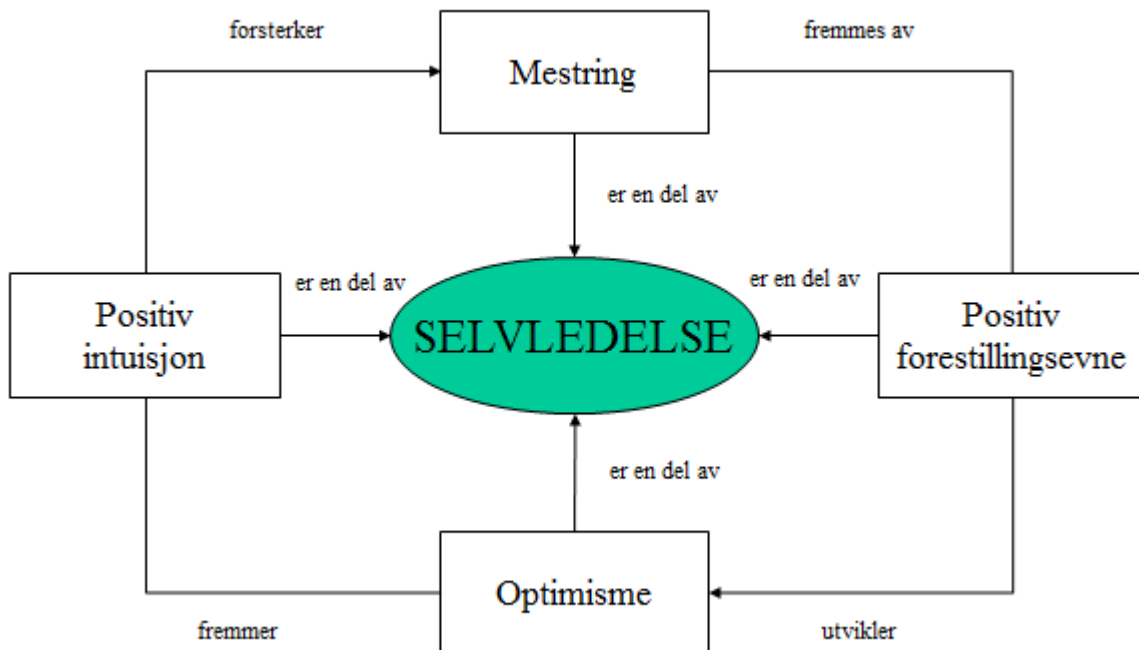 forsterker
fremmes av
Mestring
er en del av
er en del av
er en del av
Positiv
intuisjon
SELVLEDELSE
Positiv
forestillingsevne
er en del av
Optimisme
fremmer
utvikler